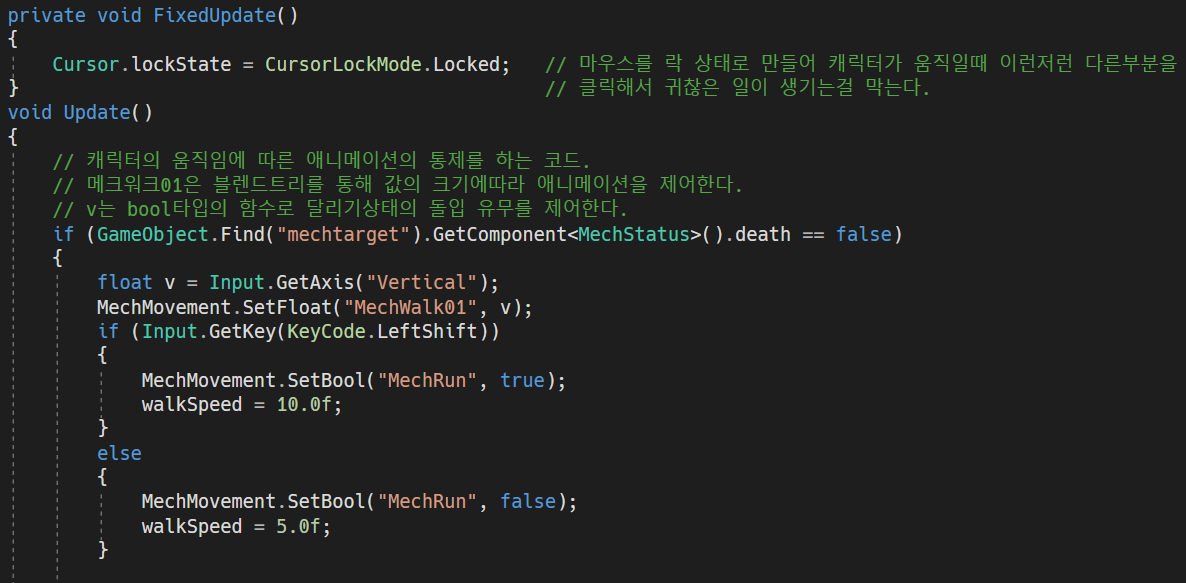 private void FixedUpdate()
{
    Cursor.lockState = CursorLockMode.Locked;   // 마우스를 락 상태로 만들어 캐릭터가 움직일때 이런저런 다른부분을
}                                               // 클릭해서 귀찮은 일이 생기는걸 막는다.
void Update()
{
    // 캐릭터의 움직임에 따른 애니메이션의 통제를 하는 코드.
    // 메크워크01은 블렌드트리를 통해 값의 크기에따라 애니메이션을 제어한다.
    // v는 bool타입의 함수로 달리기상태의 돌입 유무를 제어한다.
    if (GameObject.Find("mechtarget").GetComponent<MechStatus>().death == false)
    {
        float v = Input.GetAxis("Vertical");
        MechMovement.SetFloat("MechWalk01", v);
        if (Input.GetKey(KeyCode.LeftShift))
        {
            MechMovement.SetBool("MechRun", true);
            walkSpeed = 10.0f;
        }
        else
        {
            MechMovement.SetBool("MechRun", false);
            walkSpeed = 5.0f;
        }